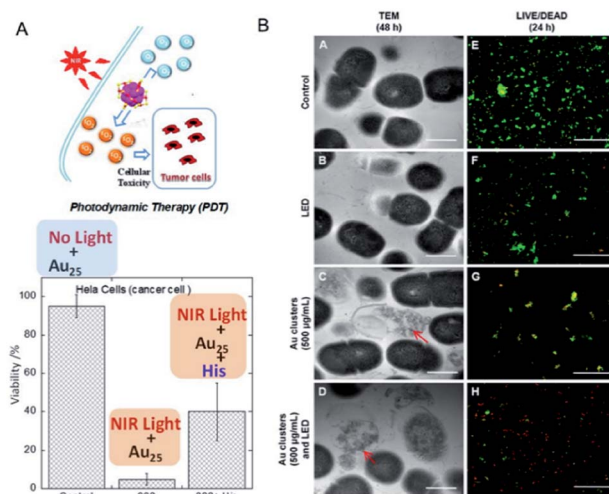 A
NIR
Cellular
Toxicity
Tumor cells
Photodynamic Therapy (PDT)
No Light
+
Au25
Hela Cells (cancer cell)
NIR Light
+
Au25
+
His
NIR Light
+
Au25
Viability /%
100
80
60
40
20
0
B
TEM
(48 h)
LIVE/DEAD
(24 h)
Control
A
E
LED
B
F
Au clusters
(500 µg/mL)
C
G
Au clusters
(500 µg/mL)
and LED
D
H